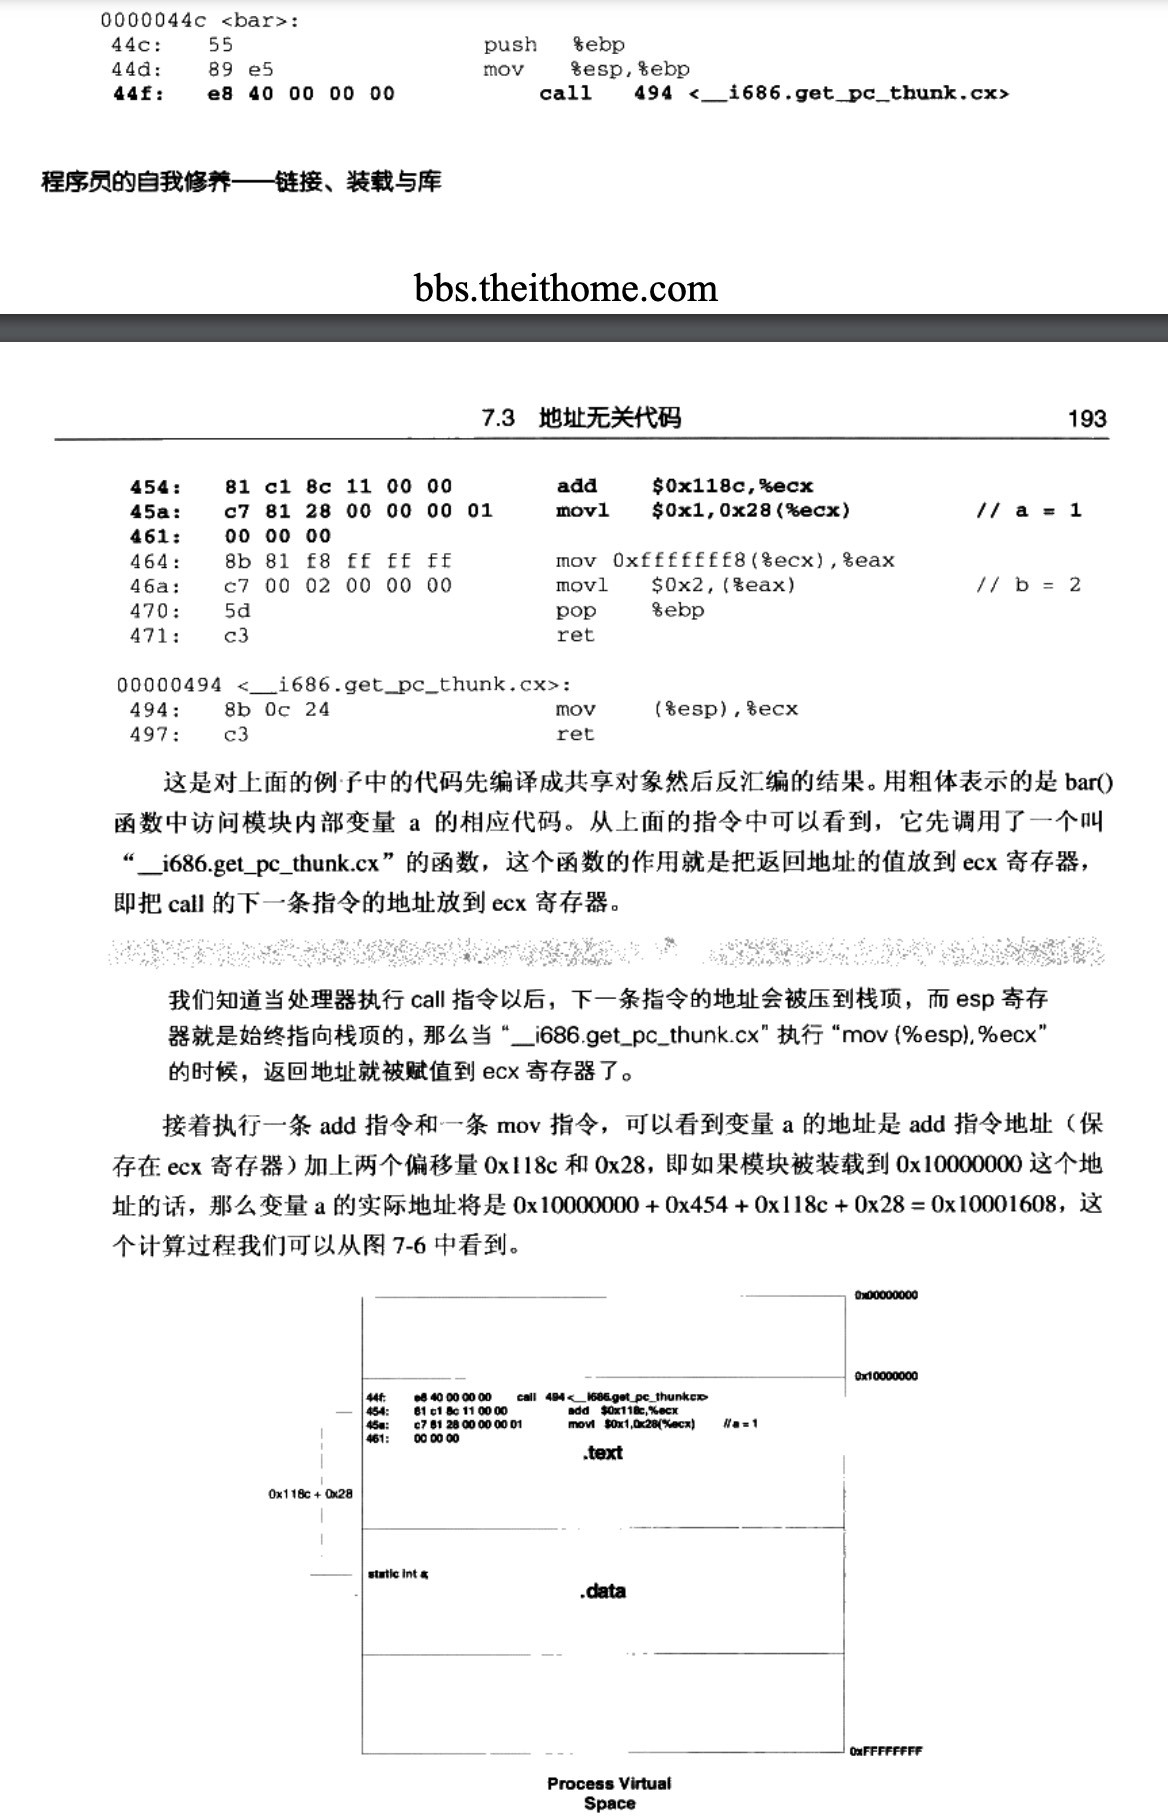 0000044c <bar>:
44c: 55 push %ebp
44d: 89 e5 mov %esp,%ebp
44f: e8 40 00 00 00 call 494 <__i686.get_pc_thunk.cx>
程序员的自我修养——链接、装载与库
bbs.theithome.com
7.3 地址无关代码 193
454: 81 c1 8c 11 00 00 add $0x118c,%ecx
45a: c7 81 28 00 00 00 01 movl $0x1,0x28(%ecx) // a = 1
461: 00 00 00
464: 8b 81 f8 ff ff ff mov 0xfffffff8(%ecx),%eax
46a: c7 00 02 00 00 00 movl $0x2,(%eax) // b = 2
470: 5d pop %ebp
471: c3 ret
00000494 <__i686.get_pc_thunk.cx>:
494: 8b 0c 24 mov (%esp),%ecx
497: c3 ret
这是对上面的例子中的代码先编译成共享对象然后反汇编的结果。用粗体表示的是 bar()
函数中访问模块内部变量 a 的相应代码。从上面的指令中可以看到，它先调用了一个叫
“__i686.get_pc_thunk.cx”的函数，这个函数的作用就是把返回地址的值放到 ecx 寄存器，
即把 call 的下一条指令的地址放到 ecx 寄存器。
我们知道当处理器执行 call 指令以后，下一条指令的地址会被压到栈顶，而 esp 寄存
器就是始终指向栈顶的，那么当“__i686.get_pc_thunk.cx”执行“mov (%esp),%ecx”
的时候，返回地址就被赋值到 ecx 寄存器了。
接着执行一条 add 指令和一条 mov 指令，可以看到变量 a 的地址是 add 指令地址（保
存在 ecx 寄存器）加上两个偏移量 0x118c 和 0x28，即如果模块被装载到 0x10000000 这个地
址的话，那么变量 a 的实际地址将是 0x10000000 + 0x454 + 0x118c + 0x28 = 0x10001608，这
个计算过程我们可以从图 7-6 中看到。
0x00000000
0x10000000
44f: e8 40 00 00 00 call 494 <__i686.get_pc_thunk.cx>
454: 81 c1 8c 11 00 00 add $0x118c,%ecx
45a: c7 81 28 00 00 00 01 movl $0x1,0x28(%ecx) // a = 1
461: 00 00 00
.text
0x118c + 0x28
static int a;
.data
0xFFFFFFFF
Process Virtual
Space